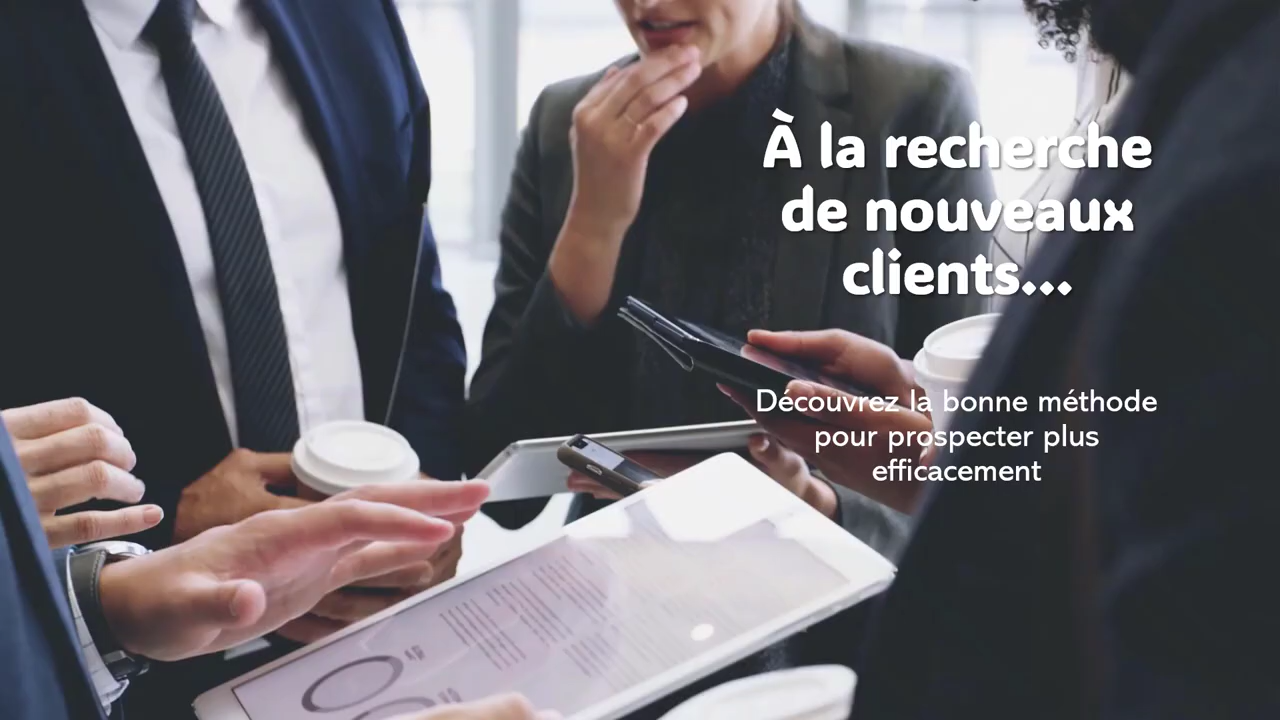 À la recherche
de nouveaux
clients...
Découvrez la bonne méthode
pour prospecter plus
efficacement